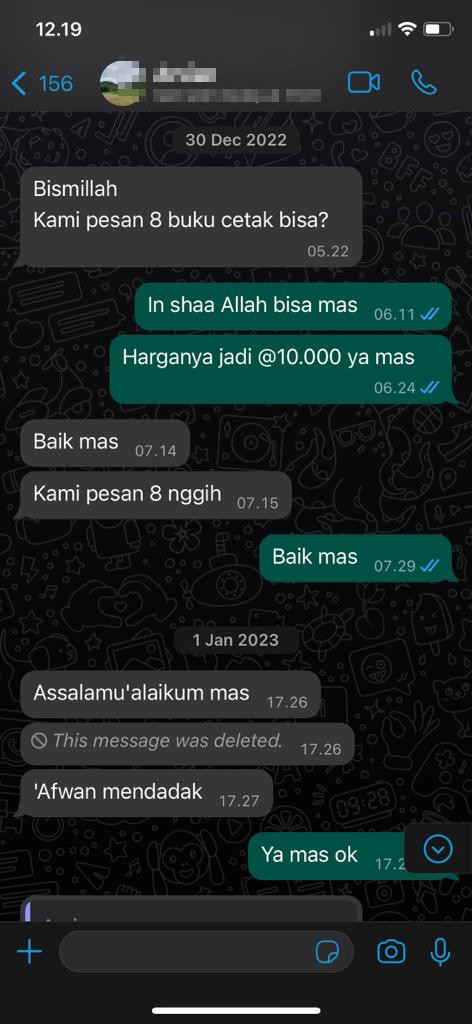 12.19
156
30 Dec 2022
Bismillah
Kami pesan 8 buku cetak bisa?
05.22
In shaa Allah bisa mas 06.11
Harganya jadi @10.000 ya mas
06.24
Baik mas 07.14
Kami pesan 8 nggih 07.15
Baik mas 07.29
1 Jan 2023
Assalamu'alaikum mas 17.26
This message was deleted. 17.26
'Afwan mendadak 17.27
Ya mas ok